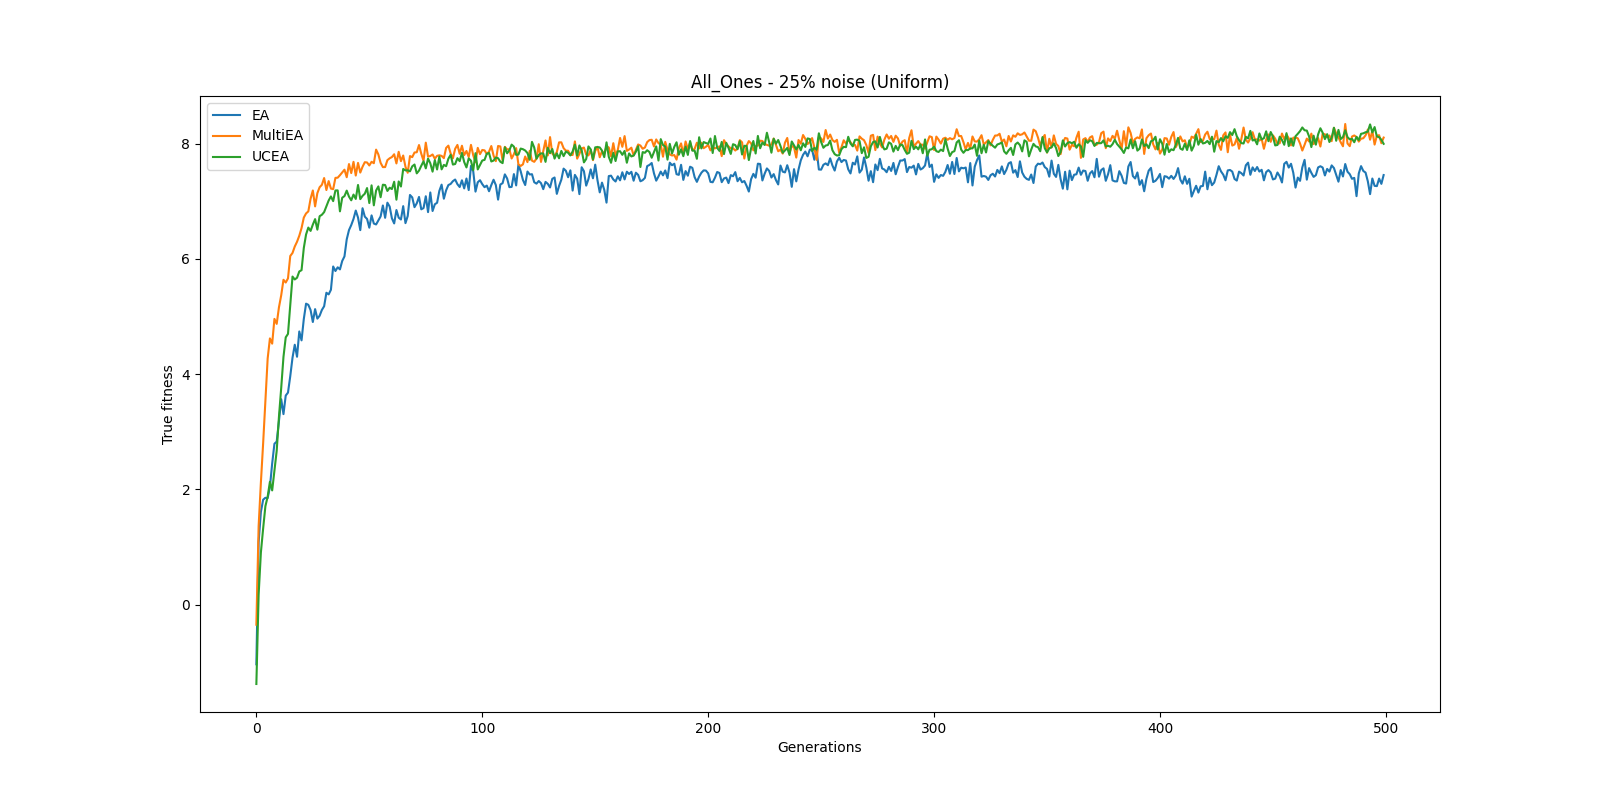 All_Ones - 25% noise (Uniform)
EA
MultiEA
UCEA
8
6
4
2
0
True fitness
0 100 200 300 400 500
Generations